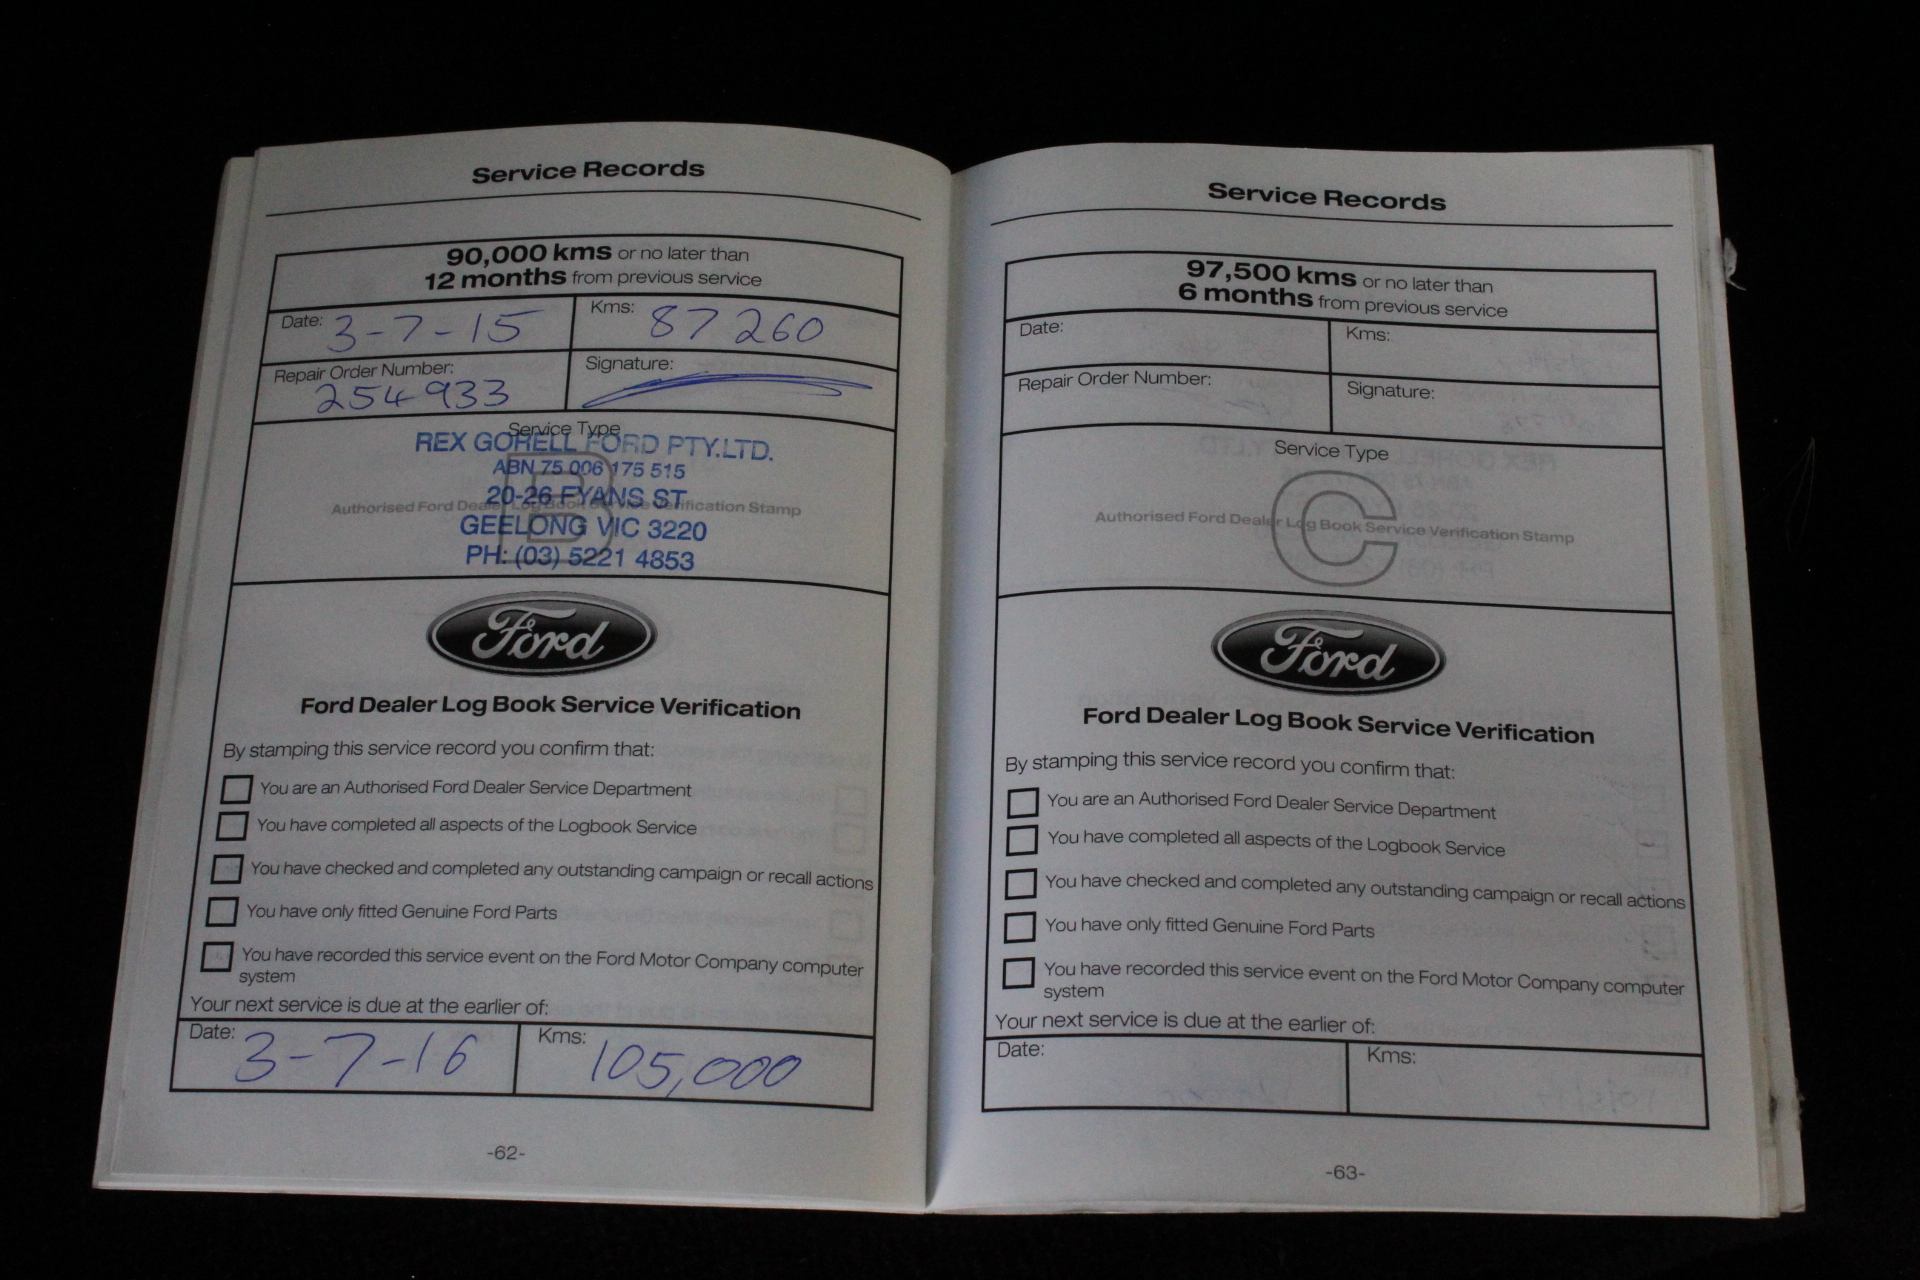 Service Records
90,000 kms or no later than
12 months from previous service
Date: 3-7-15
Kms: 87260
Repair Order Number: 254933
Signature:
Service Type
B
Authorised Ford Dealer Log Book Service Verification Stamp
REX GORELL FORD PTY.LTD.
ABN 75 006 175 515
20-26 FYANS ST
GEELONG VIC 3220
PH: (03) 5221 4853
Ford
Ford Dealer Log Book Service Verification
By stamping this service record you confirm that:
You are an Authorised Ford Dealer Service Department
You have completed all aspects of the Logbook Service
You have checked and completed any outstanding campaign or recall actions
You have only fitted Genuine Ford Parts
You have recorded this service event on the Ford Motor Company computer
system
Your next service is due at the earlier of:
Date: 3-7-16
Kms: 105,000
-62-
Service Records
97,500 kms or no later than
6 months from previous service
Date:
Kms:
Repair Order Number:
Signature:
Service Type
C
Authorised Ford Dealer Log Book Service Verification Stamp
Ford
Ford Dealer Log Book Service Verification
By stamping this service record you confirm that:
You are an Authorised Ford Dealer Service Department
You have completed all aspects of the Logbook Service
You have checked and completed any outstanding campaign or recall actions
You have only fitted Genuine Ford Parts
You have recorded this service event on the Ford Motor Company computer
system
Your next service is due at the earlier of:
Date:
Kms:
-63-